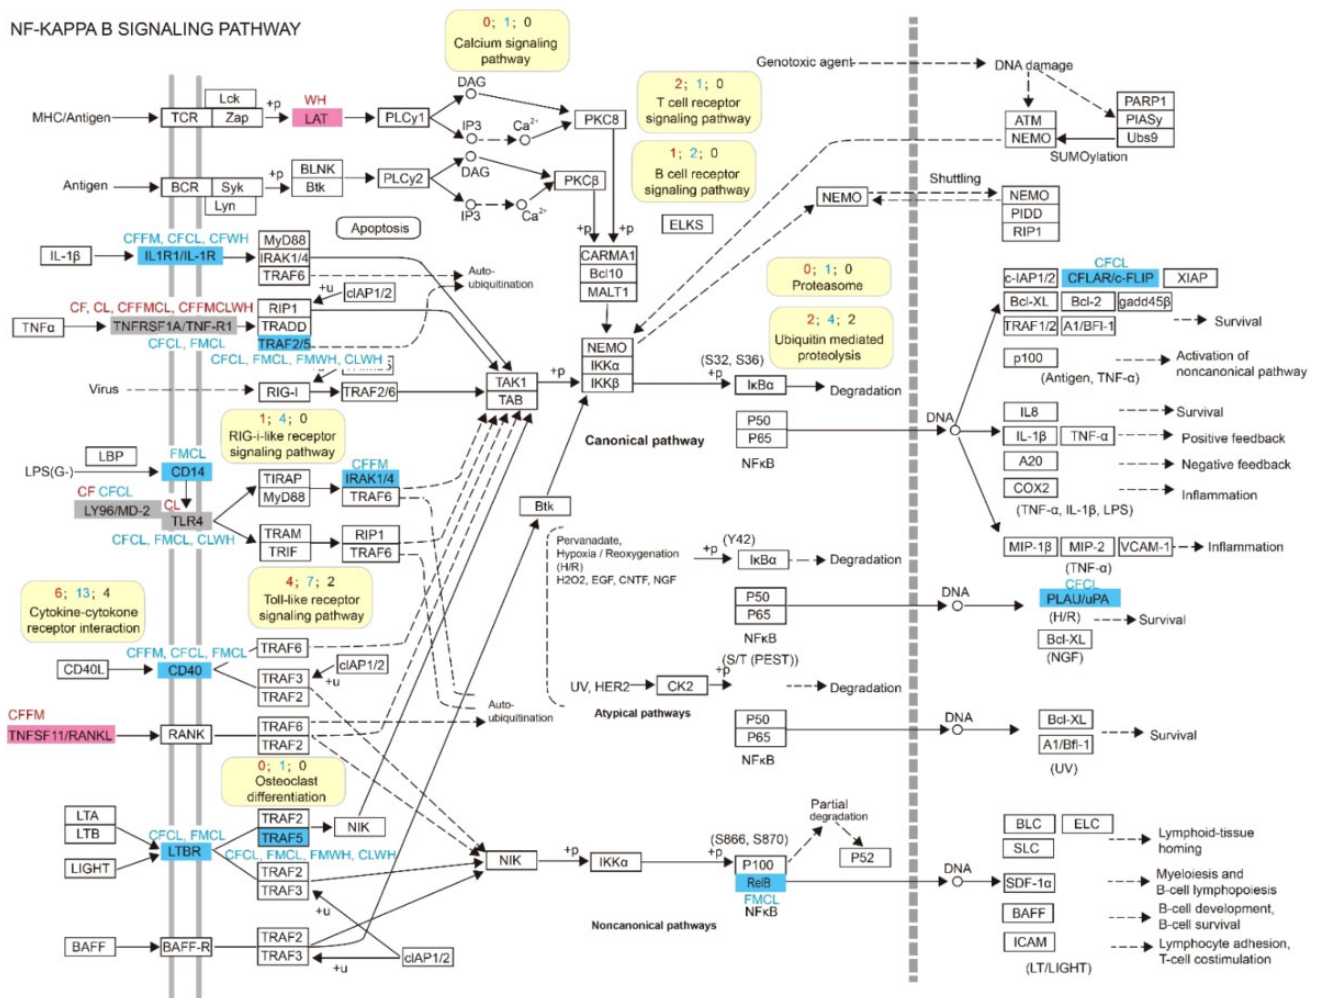 NF-KAPPA B SIGNALING PATHWAY
0; 1; 0
Calcium signaling
pathway
Genotoxic agent
DNA damage
MHC/Antigen
TCR
Lck
Zap
+p
WH
LAT
PLCy1
DAG
IP3
Ca²⁺
PKC8
2; 1; 0
T cell receptor
signaling pathway
ATM
NEMO
PARP1
PIASy
Ubs9
SUMOylation
Antigen
BCR
Syk
Lyn
+p
BLNK
Btk
PLCy2
DAG
IP3
Ca²⁺
PKCβ
1; 2; 0
B cell receptor
signaling pathway
NEMO
Shuttling
NEMO
PIDD
RIP1
Apoptosis
+p
+p
ELKS
CARMA1
Bcl10
MALT1
CFFM, CFCL, CFWH
IL-1β
IL1R1/IL-1R
MyD88
IRAK1/4
TRAF6
Auto-
ubiquitination
0; 1; 0
Proteasome
CFCL
c-IAP1/2
CFLAR/c-FLIP
XIAP
Bcl-XL
Bcl-2
gadd45β
TRAF1/2
A1/BFl-1
Survival
CF, CL, CFFMCL, CFFMCLWH
TNFα
TNFRSF1A/TNF-R1
CFCL, FMCL
RIP1
TRADD
TRAF2/5
+u
cIAP1/2
CFCL, FMCL, FMWH, CLWH
2; 4; 2
Ubiquitin mediated
proteolysis
NEMO
IKKα
IKKβ
p100
(Antigen, TNF-α)
Activation of
noncanonical pathway
Virus
RIG-I
TRAF2/6
TAK1
TAB
+p
(S32, S36)
+p
IκBα
Degradation
P50
P65
NFκB
Canonical pathway
DNA
IL8
Survival
IL-1β
TNF-α
Positive feedback
A20
Negative feedback
COX2
Inflammation
(TNF-α, IL-1β, LPS)
1; 4; 0
RIG-i-like receptor
signaling pathway
LBP
LPS(G-)
FMCL
CD14
CF CFCL
LY96/MD-2
CL
TLR4
CFCL, FMCL, CLWH
TIRAP
MyD88
CFFM
IRAK1/4
TRAF6
TRAM
TRIF
RIP1
TRAF6
Btk
Pervanadate,
Hypoxia / Reoxygenation
(H/R)
H2O2, EGF, CNTF, NGF
+p
(Y42)
IκBα
Degradation
MIP-1β
MIP-2
VCAM-1
Inflammation
(TNF-α)
6; 13; 4
Cytokine-cytokone
receptor interaction
4; 7; 2
Toll-like receptor
signaling pathway
P50
P65
NFκB
DNA
CFCL
PLAU/uPA
(H/R)
Survival
Bcl-XL
(NGF)
CFFM, CFCL, FMCL
CD40L
CD40
TRAF6
TRAF3
TRAF2
cIAP1/2
+u
(S/T (PEST))
UV, HER2
CK2
+p
Degradation
Atypical pathways
Auto-
ubiquitination
CFFM
TNFSF11/RANKL
RANK
TRAF6
TRAF2
P50
P65
NFκB
DNA
Bcl-XL
A1/Bfl-1
(UV)
Survival
0; 1; 0
Osteoclast
differentiation
LTA
LTB
LIGHT
CFCL, FMCL
LTBR
TRAF2
TRAF5
NIK
CFCL, FMCL, FMWH, CLWH
TRAF2
TRAF3
+u
NIK
+p
IKKα
(S866, S870)
+p
P100
RelB
FMCL
NFκB
Partial
degradation
P52
DNA
BLC
ELC
SLC
Lymphoid-tissue
homing
SDF-1α
Myeloiesis and
B-cell lymphopoiesis
BAFF
B-cell development,
B-cell survival
ICAM
Lymphocyte adhesion,
T-cell costimulation
(LT/LIGHT)
Noncanonical pathways
BAFF
BAFF-R
TRAF2
TRAF3
+u
cIAP1/2